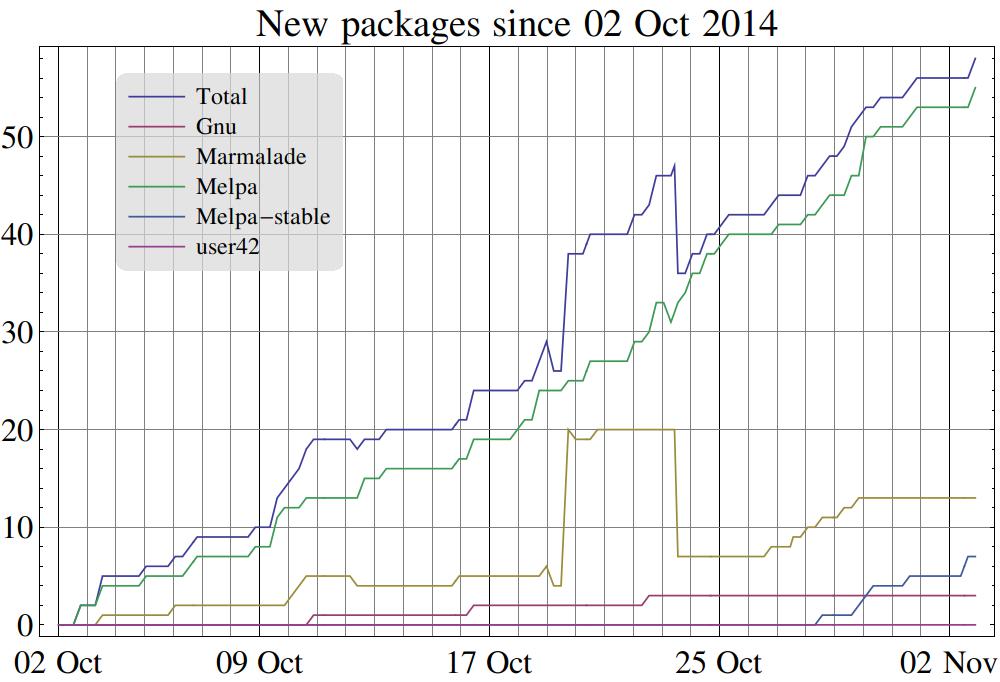 New packages since 02 Oct 2014
Total
Gnu
Marmalade
Melpa
Melpa−stable
user42
50
40
30
20
10
0
02 Oct 09 Oct 17 Oct 25 Oct 02 Nov